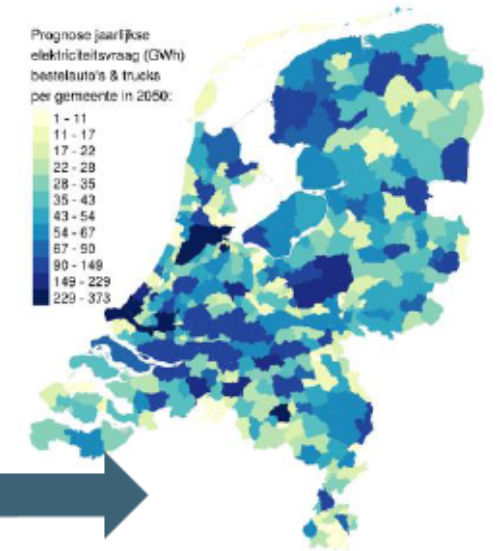 Prognose jaarlijkse
elektriciteitsvraag (GWh)
bestelauto's & trucks
per gemeente in 2050:
1 - 11
11 - 17
17 - 22
22 - 28
28 - 35
35 - 43
43 - 54
54 - 67
67 - 90
90 - 149
149 - 229
229 - 373